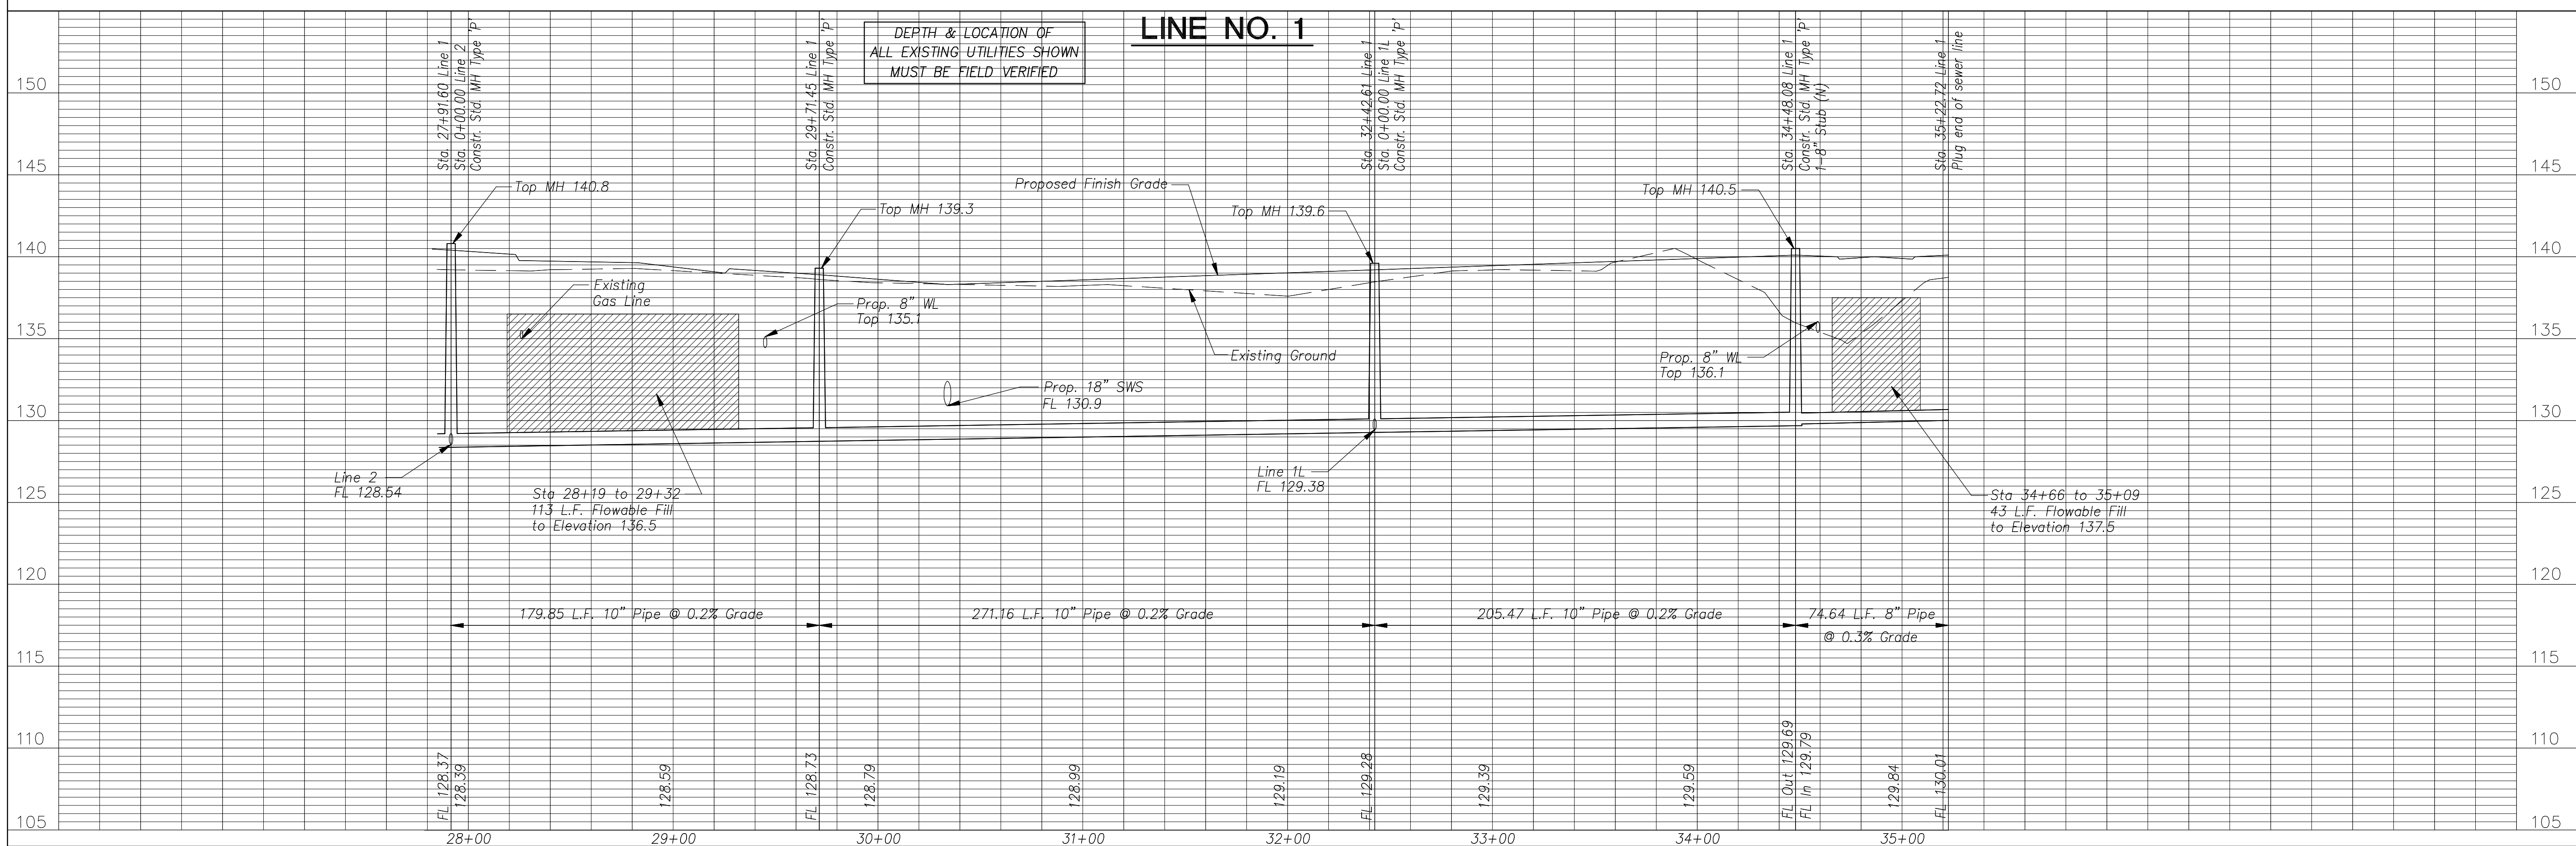 LINE NO. 1
DEPTH & LOCATION OF
ALL EXISTING UTILITIES SHOWN
MUST BE FIELD VERIFIED
Sta. 27+91.60 Line 1
Sta. 0+00.00 Line 2
Constr. Std. MH Type 'P'
Sta. 29+71.45 Line 1
Constr. Std. MH Type 'P'
Sta. 32+42.61 Line 1
Sta. 0+00.00 Line 1L
Constr. Std. MH Type 'P'
Sta. 34+48.08 Line 1
Constr. Std. MH Type 'P'
1-8" Stub (N)
Sta. 35+22.72 Line 1
Plug end of sewer line
150
150
145
145
140
140
135
135
130
130
125
125
120
120
115
115
110
110
105
105
Top MH 140.8
Top MH 139.3
Proposed Finish Grade
Top MH 139.6
Top MH 140.5
Existing
Gas Line
Prop. 8" WL
Top 135.1
Existing Ground
Prop. 8" WL
Top 136.1
Prop. 18" SWS
FL 130.9
Line 2
FL 128.54
Sta 28+19 to 29+32
113 L.F. Flowable Fill
to Elevation 136.5
Line 1L
FL 129.38
Sta 34+66 to 35+09
43 L.F. Flowable Fill
to Elevation 137.5
179.85 L.F. 10" Pipe @ 0.2% Grade
271.16 L.F. 10" Pipe @ 0.2% Grade
205.47 L.F. 10" Pipe @ 0.2% Grade
74.64 L.F. 8" Pipe
@ 0.3% Grade
FL 128.37
128.39
128.59
FL 128.73
128.79
128.99
129.19
FL 129.28
129.39
129.59
FL Out 129.69
FL In 129.79
129.84
FL 130.01
28+00
29+00
30+00
31+00
32+00
33+00
34+00
35+00